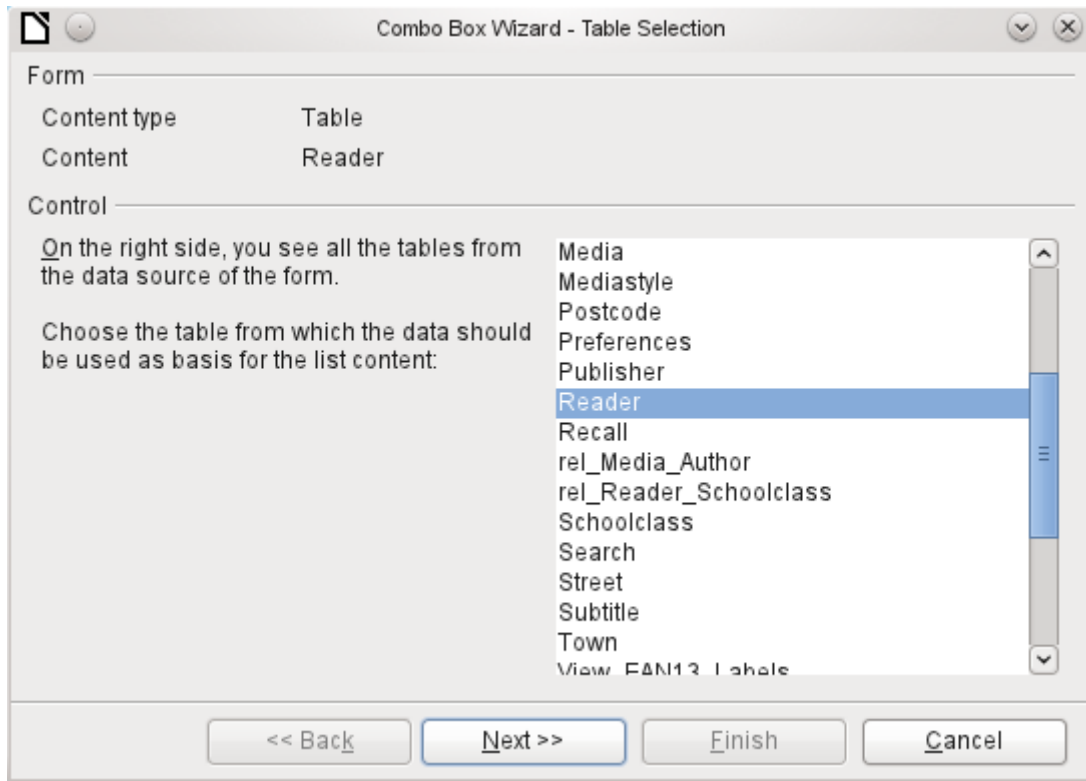 Combo Box Wizard - Table Selection
Form
Content type Table
Content Reader
Control
On the right side, you see all the tables from
the data source of the form.
Choose the table from which the data should
be used as basis for the list content:
Media
Mediastyle
Postcode
Preferences
Publisher
Reader
Recall
rel_Media_Author
rel_Reader_Schoolclass
Schoolclass
Search
Street
Subtitle
Town
View_EAN13_Labels
<< Back Next >> Finish Cancel